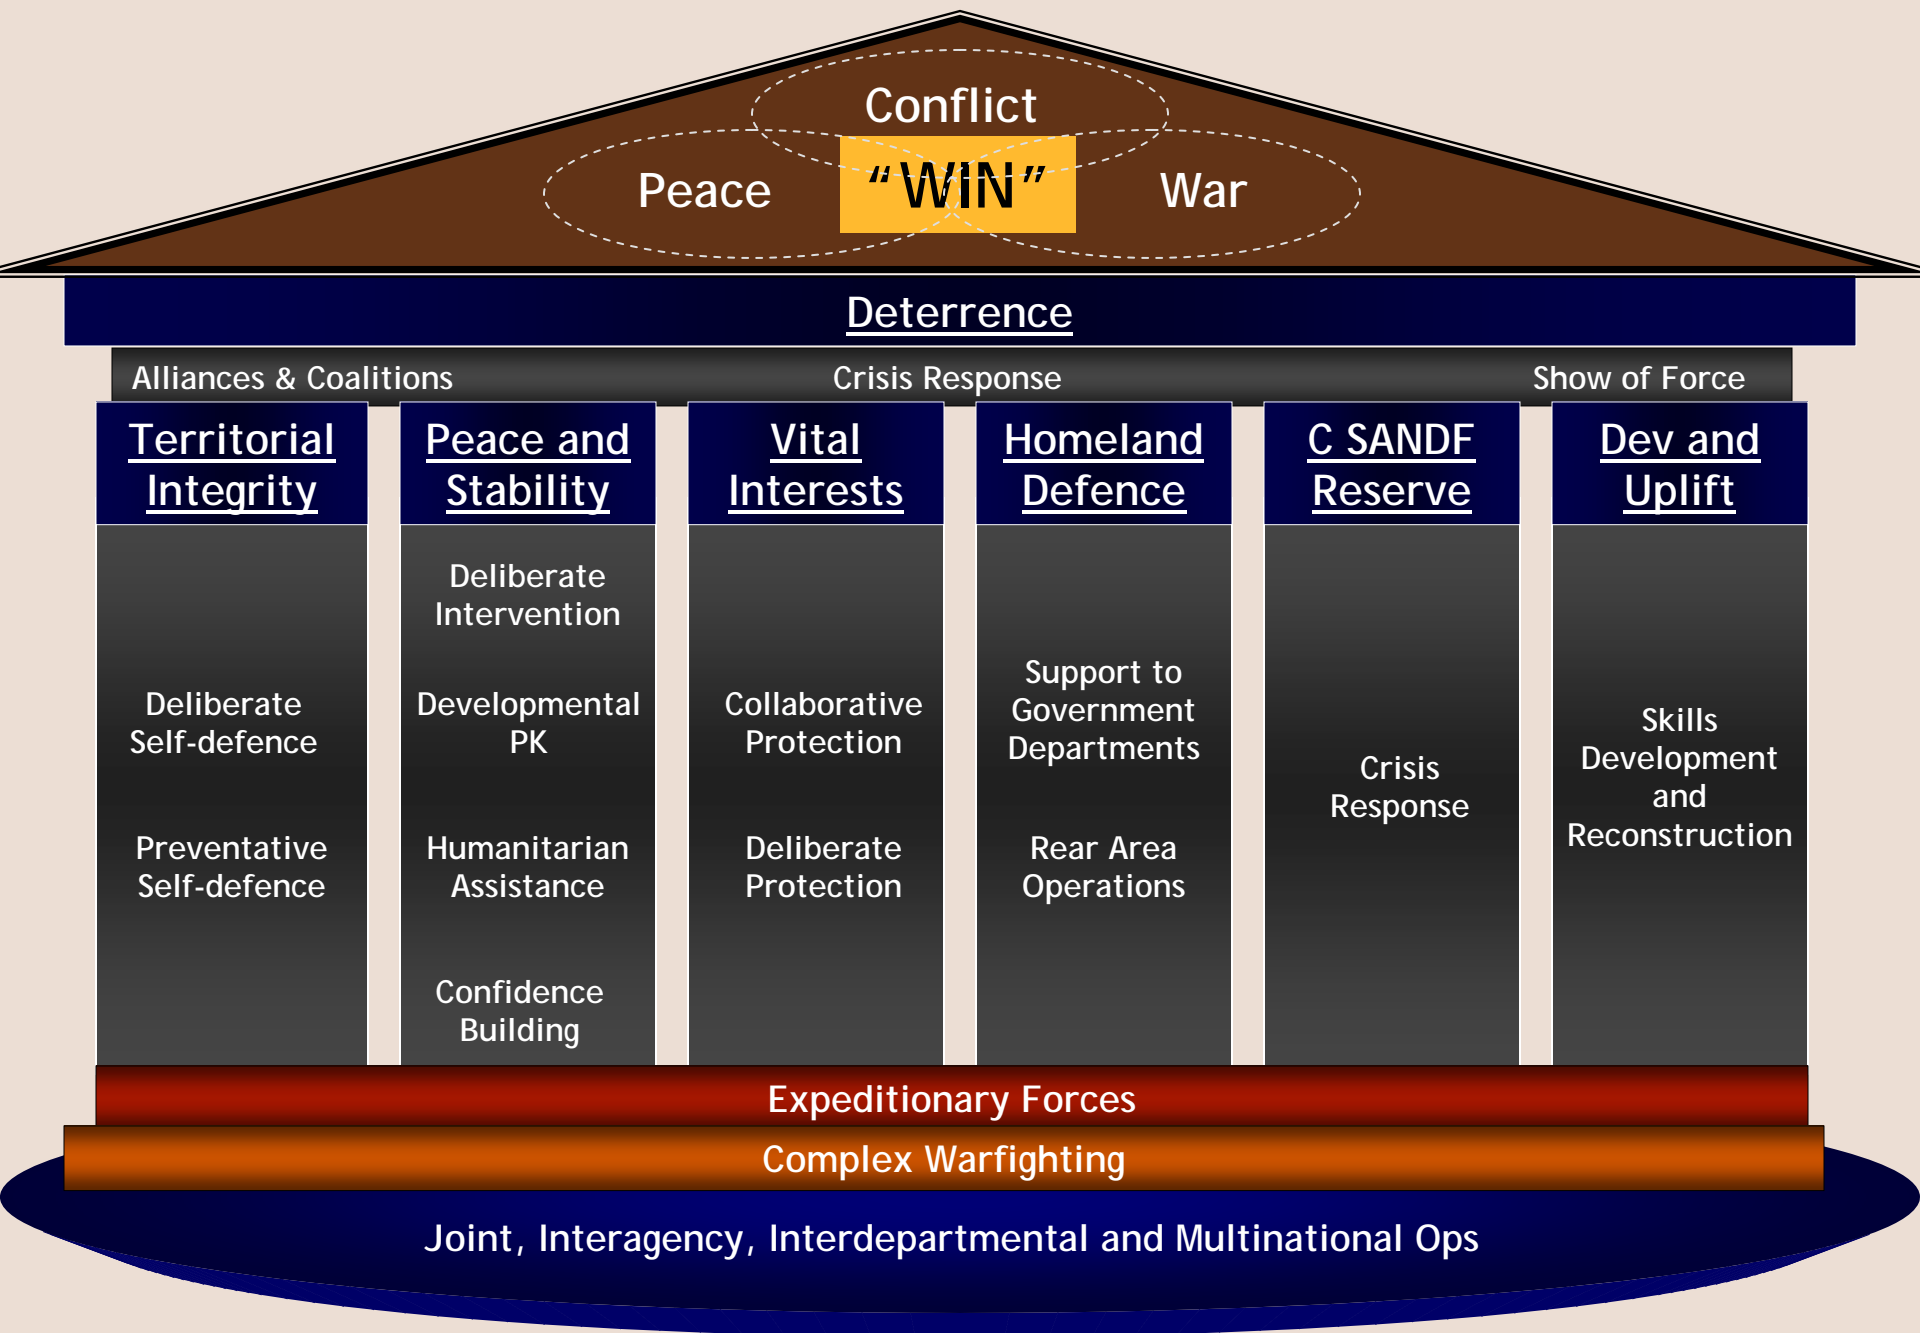 Conflict
Peace
“WIN”
War
Deterrence
Alliances & Coalitions
Crisis Response
Show of Force
Territorial
Integrity
Peace and
Stability
Vital
Interests
Homeland
Defence
C SANDF
Reserve
Dev and
Uplift
Deliberate
Self-defence
Preventative
Self-defence
Deliberate
Intervention
Developmental
PK
Humanitarian
Assistance
Confidence
Building
Collaborative
Protection
Deliberate
Protection
Support to
Government
Departments
Rear Area
Operations
Crisis
Response
Skills
Development
and
Reconstruction
Expeditionary Forces
Complex Warfighting
Joint, Interagency, Interdepartmental and Multinational Ops